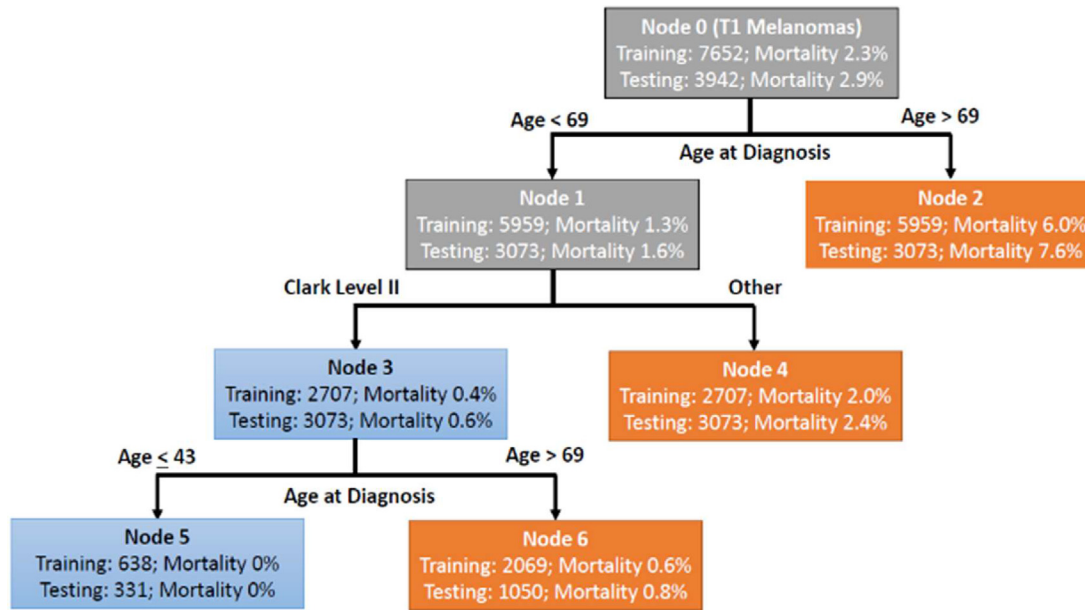 Node 0 (T1 Melanomas)
Training: 7652; Mortality 2.3%
Testing: 3942; Mortality 2.9%
Age < 69
Age > 69
Age at Diagnosis
Node 1
Training: 5959; Mortality 1.3%
Testing: 3073; Mortality 1.6%
Node 2
Training: 5959; Mortality 6.0%
Testing: 3073; Mortality 7.6%
Clark Level II
Other
Node 3
Training: 2707; Mortality 0.4%
Testing: 3073; Mortality 0.6%
Node 4
Training: 2707; Mortality 2.0%
Testing: 3073; Mortality 2.4%
Age ≤ 43
Age > 69
Age at Diagnosis
Node 5
Training: 638; Mortality 0%
Testing: 331; Mortality 0%
Node 6
Training: 2069; Mortality 0.6%
Testing: 1050; Mortality 0.8%